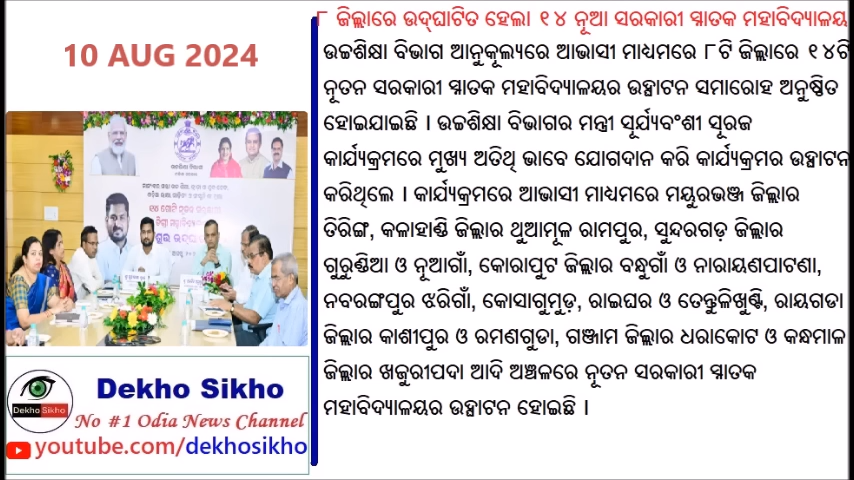 ୮ ଜିଲ୍ଲାରେ ଉଦ୍‌ଘାଟିତ ହେଲା ୧୪ ନୂଆ ସରକାରୀ ସ୍ନାତକ ମହାବିଦ୍ୟାଳୟ
10 AUG 2024
ଉଚ୍ଚଶିକ୍ଷା ବିଭାଗ ଆନୁକୂଲ୍ୟରେ ଆଭାସୀ ମାଧ୍ୟମରେ ୮ଟି ଜିଲ୍ଲାରେ ୧୪ଟି
ନୂତନ ସରକାରୀ ସ୍ନାତକ ମହାବିଦ୍ୟାଳୟର ଉଦ୍ଘାଟନ ସମାରୋହ ଅନୁଷ୍ଠିତ
ହୋଇଯାଇଛି । ଉଚ୍ଚଶିକ୍ଷା ବିଭାଗର ମନ୍ତ୍ରୀ ସୂର୍ଯ୍ୟବଂଶୀ ସୂରଜ
କାର୍ଯ୍ୟକ୍ରମରେ ମୁଖ୍ୟ ଅତିଥି ଭାବେ ଯୋଗଦାନ କରି କାର୍ଯ୍ୟକ୍ରମର ଉଦ୍ଘାଟନ
କରିଥିଲେ । କାର୍ଯ୍ୟକ୍ରମରେ ଆଭାସୀ ମାଧ୍ୟମରେ ମୟୁରଭଞ୍ଜ ଜିଲ୍ଲାର
ତିରିଙ୍ଗ, କଳାହାଣ୍ଡି ଜିଲ୍ଲାର ଥୁଆମୂଳ ରାମପୁର, ସୁନ୍ଦରଗଡ଼ ଜିଲ୍ଲାର
ଗୁରୁଣ୍ଡିଆ ଓ ନୂଆଗାଁ, କୋରାପୁଟ ଜିଲ୍ଲାର ବନ୍ଧୁଗାଁ ଓ ନାରାୟଣପାଟଣା,
ନବରଙ୍ଗପୁର ଝରିଗାଁ, କୋସାଗୁମୁଡ଼, ରାଇଘର ଓ ତେନ୍ତୁଳିଖୁଣ୍ଟି, ରାୟଗଡା
ଜିଲ୍ଲାର କାଶୀପୁର ଓ ରମଣଗୁଡା, ଗଞ୍ଜାମ ଜିଲ୍ଲାର ଧରାକୋଟ ଓ କନ୍ଧମାଳ
ଜିଲ୍ଲାର ଖଜୁରୀପଦା ଆଦି ଅଞ୍ଚଳରେ ନୂତନ ସରକାରୀ ସ୍ନାତକ
ମହାବିଦ୍ୟାଳୟର ଉଦ୍ଘାଟନ ହୋଇଛି ।
Dekho Sikho
Dekho Sikho
Dekho Sikho
No #1 Odia News Channel
youtube.com/dekhosikho